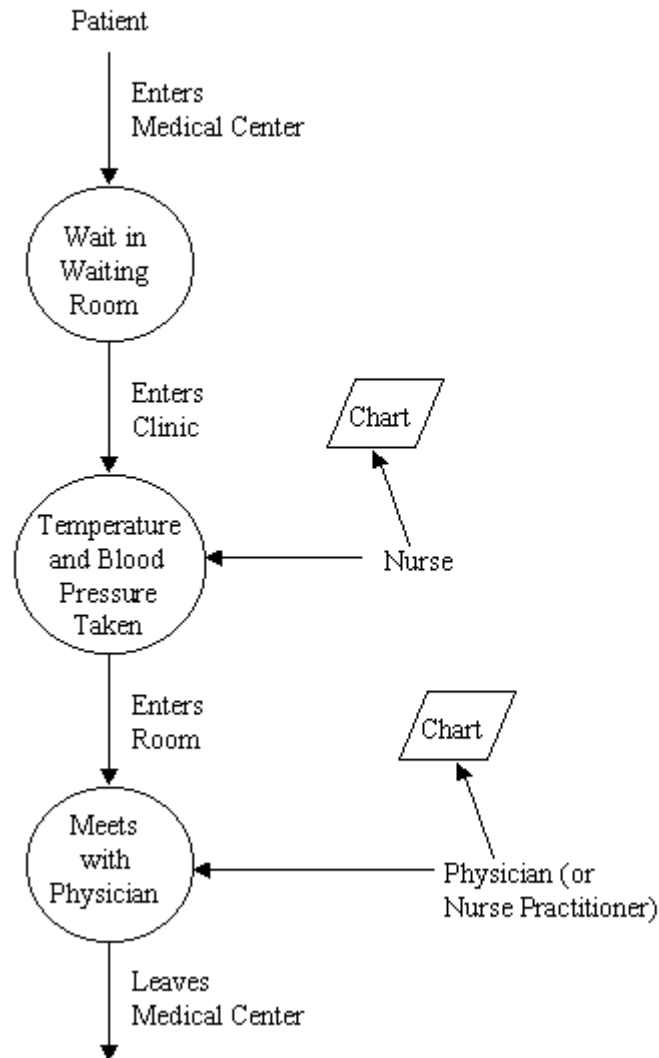 Patient
Enters
Medical Center
Wait in
Waiting
Room
Enters
Clinic
Chart
Temperature
and Blood
Pressure
Taken
Nurse
Enters
Room
Chart
Meets
with
Physician
Physician (or
Nurse Practitioner)
Leaves
Medical Center